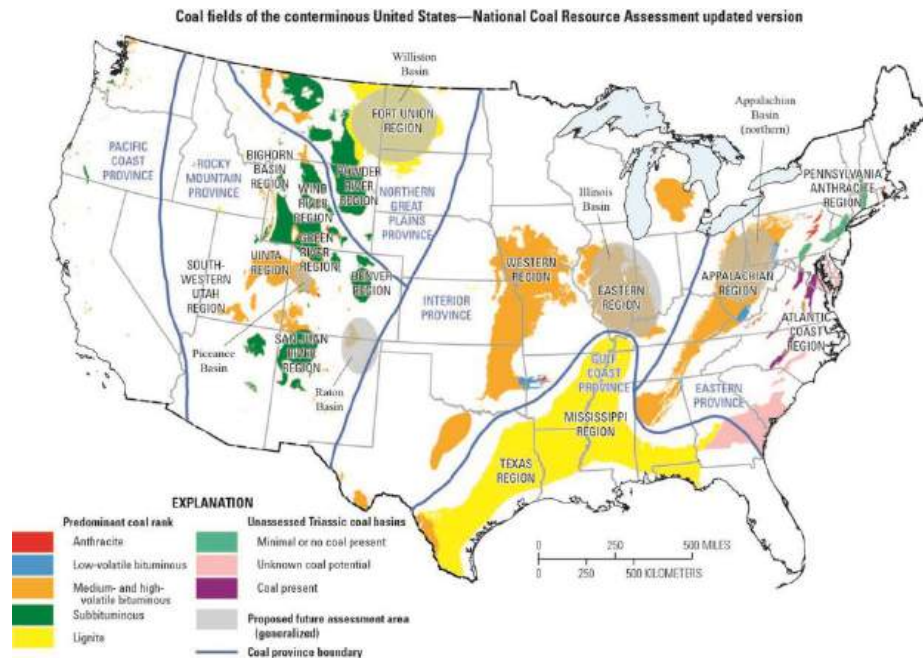 Coal fields of the conterminous United States—National Coal Resource Assessment updated version
Williston
Basin
FORT UNION
REGION
Appalachian
Basin
(northern)
PACIFIC
COAST
PROVINCE
ROCKY
MOUNTAIN
PROVINCE
BIGHORN
BASIN
REGION
POWDER
RIVER
REGION
WIND
RIVER
REGION
NORTHERN
GREAT
PLAINS
PROVINCE
Illinois
Basin
PENNSYLVANIA
ANTHRACITE
REGION
GREEN
RIVER
REGION
UINTA
REGION
DENVER
REGION
WESTERN
REGION
EASTERN
REGION
APPALACHIAN
REGION
SOUTH-
WESTERN
UTAH
REGION
INTERIOR
PROVINCE
ATLANTIC
COAST
REGION
Piceance
Basin
SAN JUAN
RIVER
REGION
Raton
Basin
GULF
COAST
PROVINCE
EASTERN
PROVINCE
MISSISSIPPI
REGION
TEXAS
REGION
EXPLANATION
Predominant coal rank
Anthracite
Low-volatile bituminous
Medium- and high-
volatile bituminous
Subbituminous
Lignite
Unassessed Triassic coal basins
Minimal or no coal present
Unknown coal potential
Coal present
Proposed future assessment area
(generalized)
Coal province boundary
0 250 500 MILES
0 250 500 KILOMETERS